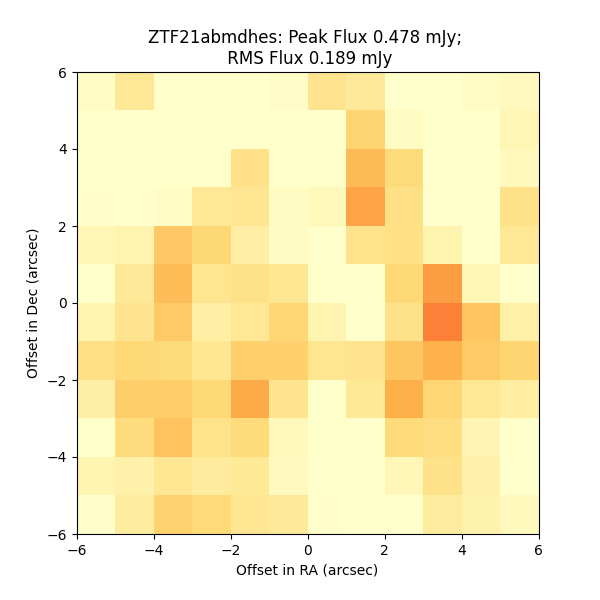 ZTF21abmdhes: Peak Flux 0.478 mJy;
RMS Flux 0.189 mJy
6
4
2
0
−2
−4
−6
Offset in Dec (arcsec)
−6 −4 −2 0 2 4 6
Offset in RA (arcsec)